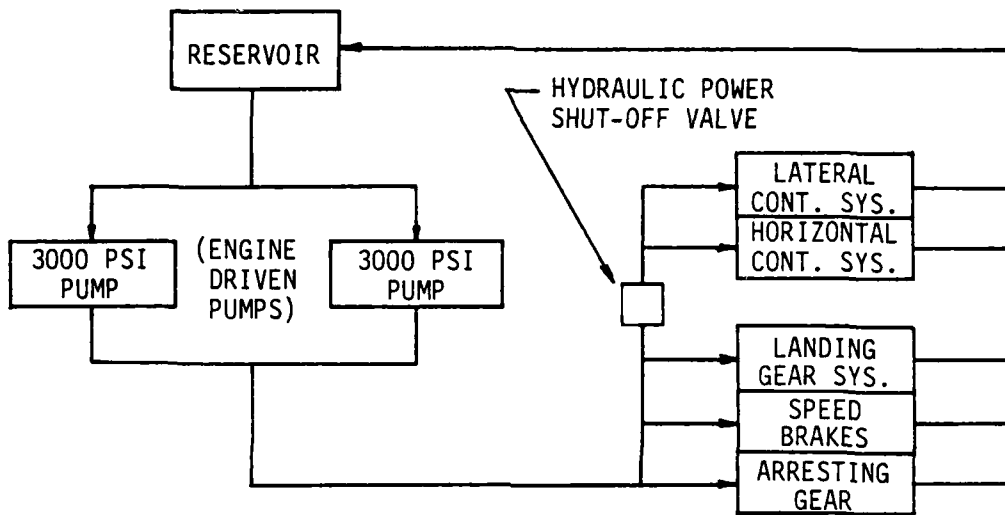 RESERVOIR
HYDRAULIC POWER
SHUT-OFF VALVE
LATERAL
CONT. SYS.
HORIZONTAL
CONT. SYS.
3000 PSI
PUMP
(ENGINE
DRIVEN
PUMPS)
3000 PSI
PUMP
LANDING
GEAR SYS.
SPEED
BRAKES
ARRESTING
GEAR